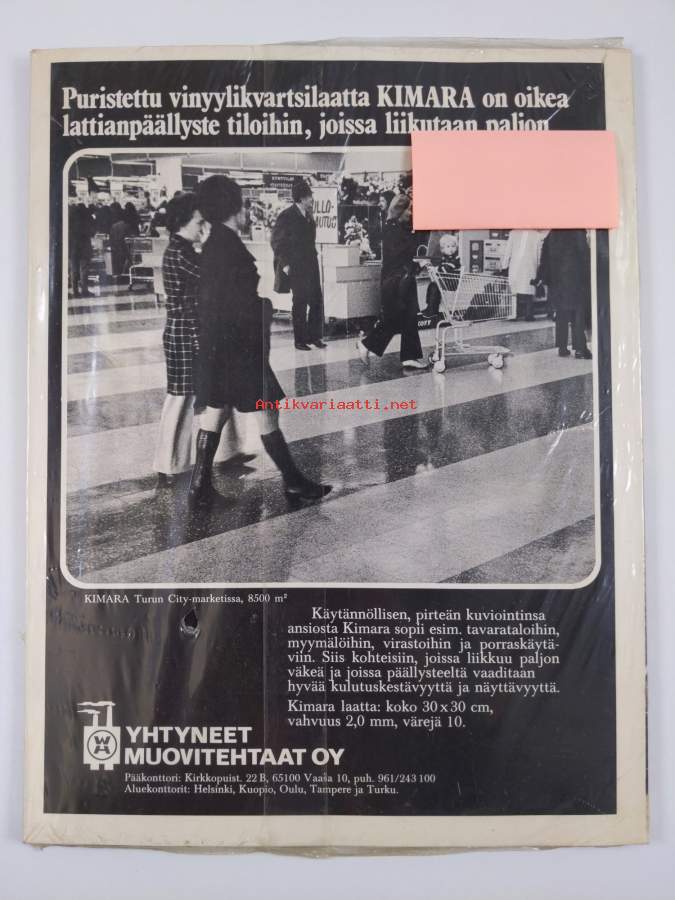 Puristettu vinyylikvartsilaatta KIMARA on oikea
lattianpäällyste tiloihin, joissa liikutaan paljon
Antikvariaatti.net
KIMARA Turun City-marketissa, 8500 m²
Käytännöllisen, pirteän kuviointinsa
ansiosta Kimara sopii esim. tavarataloihin,
myymälöihin, virastoihin ja porraskäytä-
viin. Siis kohteisiin, joissa liikkuu paljon
väkeä ja joissa päällysteeltä vaaditaan
hyvää kulutuskestävyyttä ja näyttävyyttä.
Kimara laatta: koko 30 x 30 cm,
vahvuus 2,0 mm, värejä 10.
YHTYNEET
MUOVITEHTAAT OY
Pääkonttori: Kirkkopuist. 22 B, 65100 Vaasa 10, puh. 961/243 100
Aluekonttorit: Helsinki, Kuopio, Oulu, Tampere ja Turku.